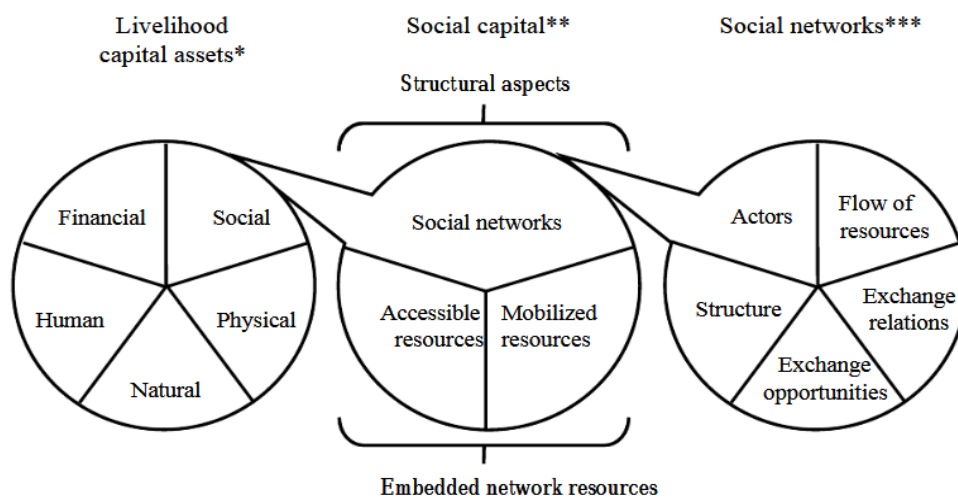 Livelihood
capital assets*
Social capital**
Social networks***
Structural aspects
Financial
Social
Human
Physical
Natural
Social networks
Accessible
resources
Mobilized
resources
Actors
Flow of
resources
Structure
Exchange
relations
Exchange
opportunities
Embedded network resources